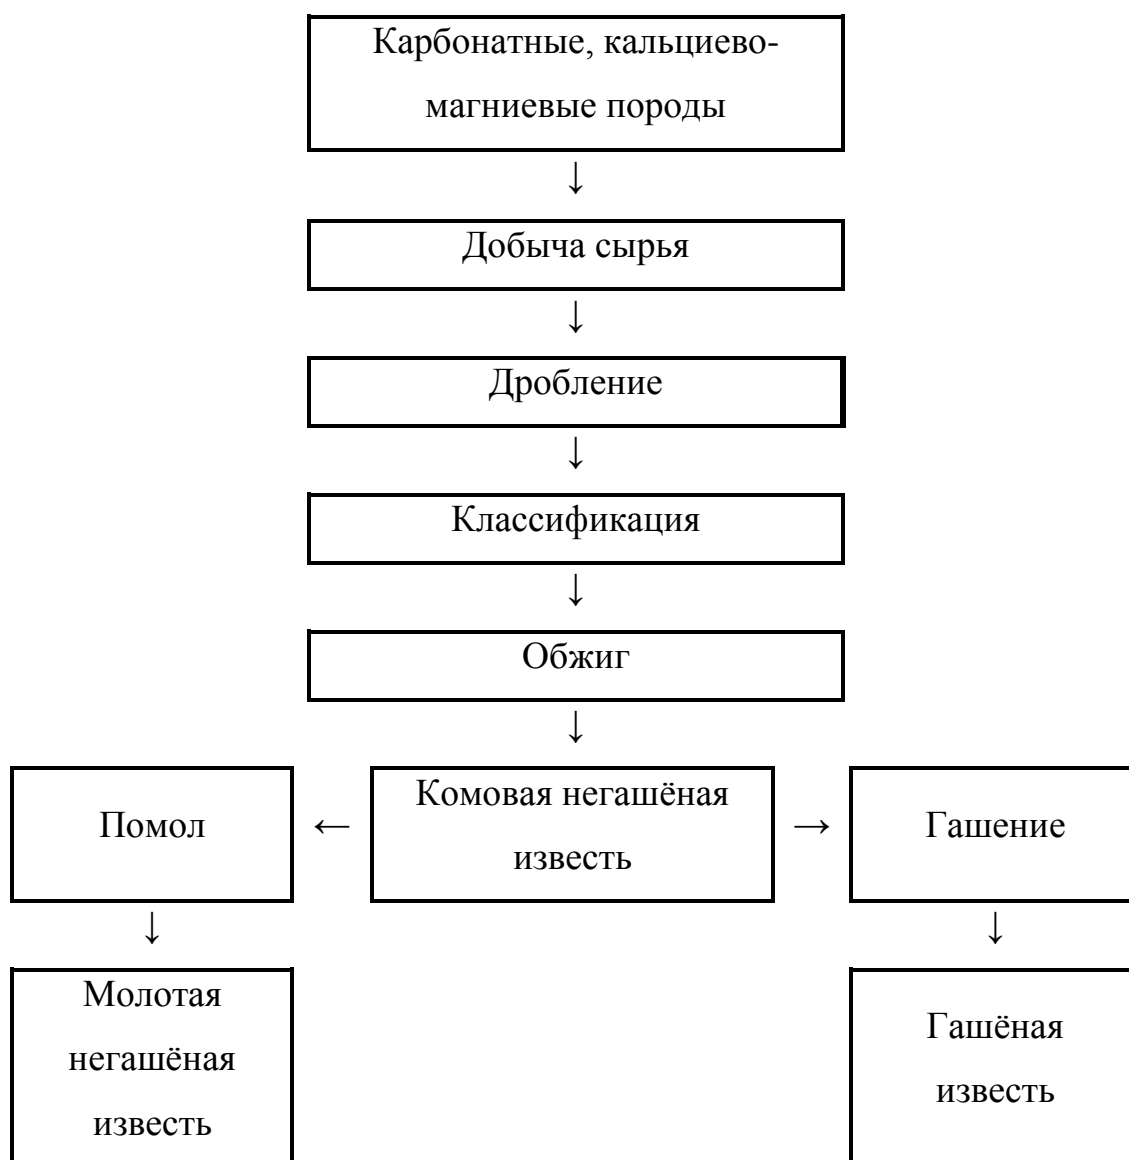 Карбонатные, кальциево-
магниевые породы
↓
Добыча сырья
↓
Дробление
↓
Классификация
↓
Обжиг
↓
Помол ← Комовая негашёная известь → Гашение
↓ ↓
Молотая
негашёная
известь
Гашёная
известь